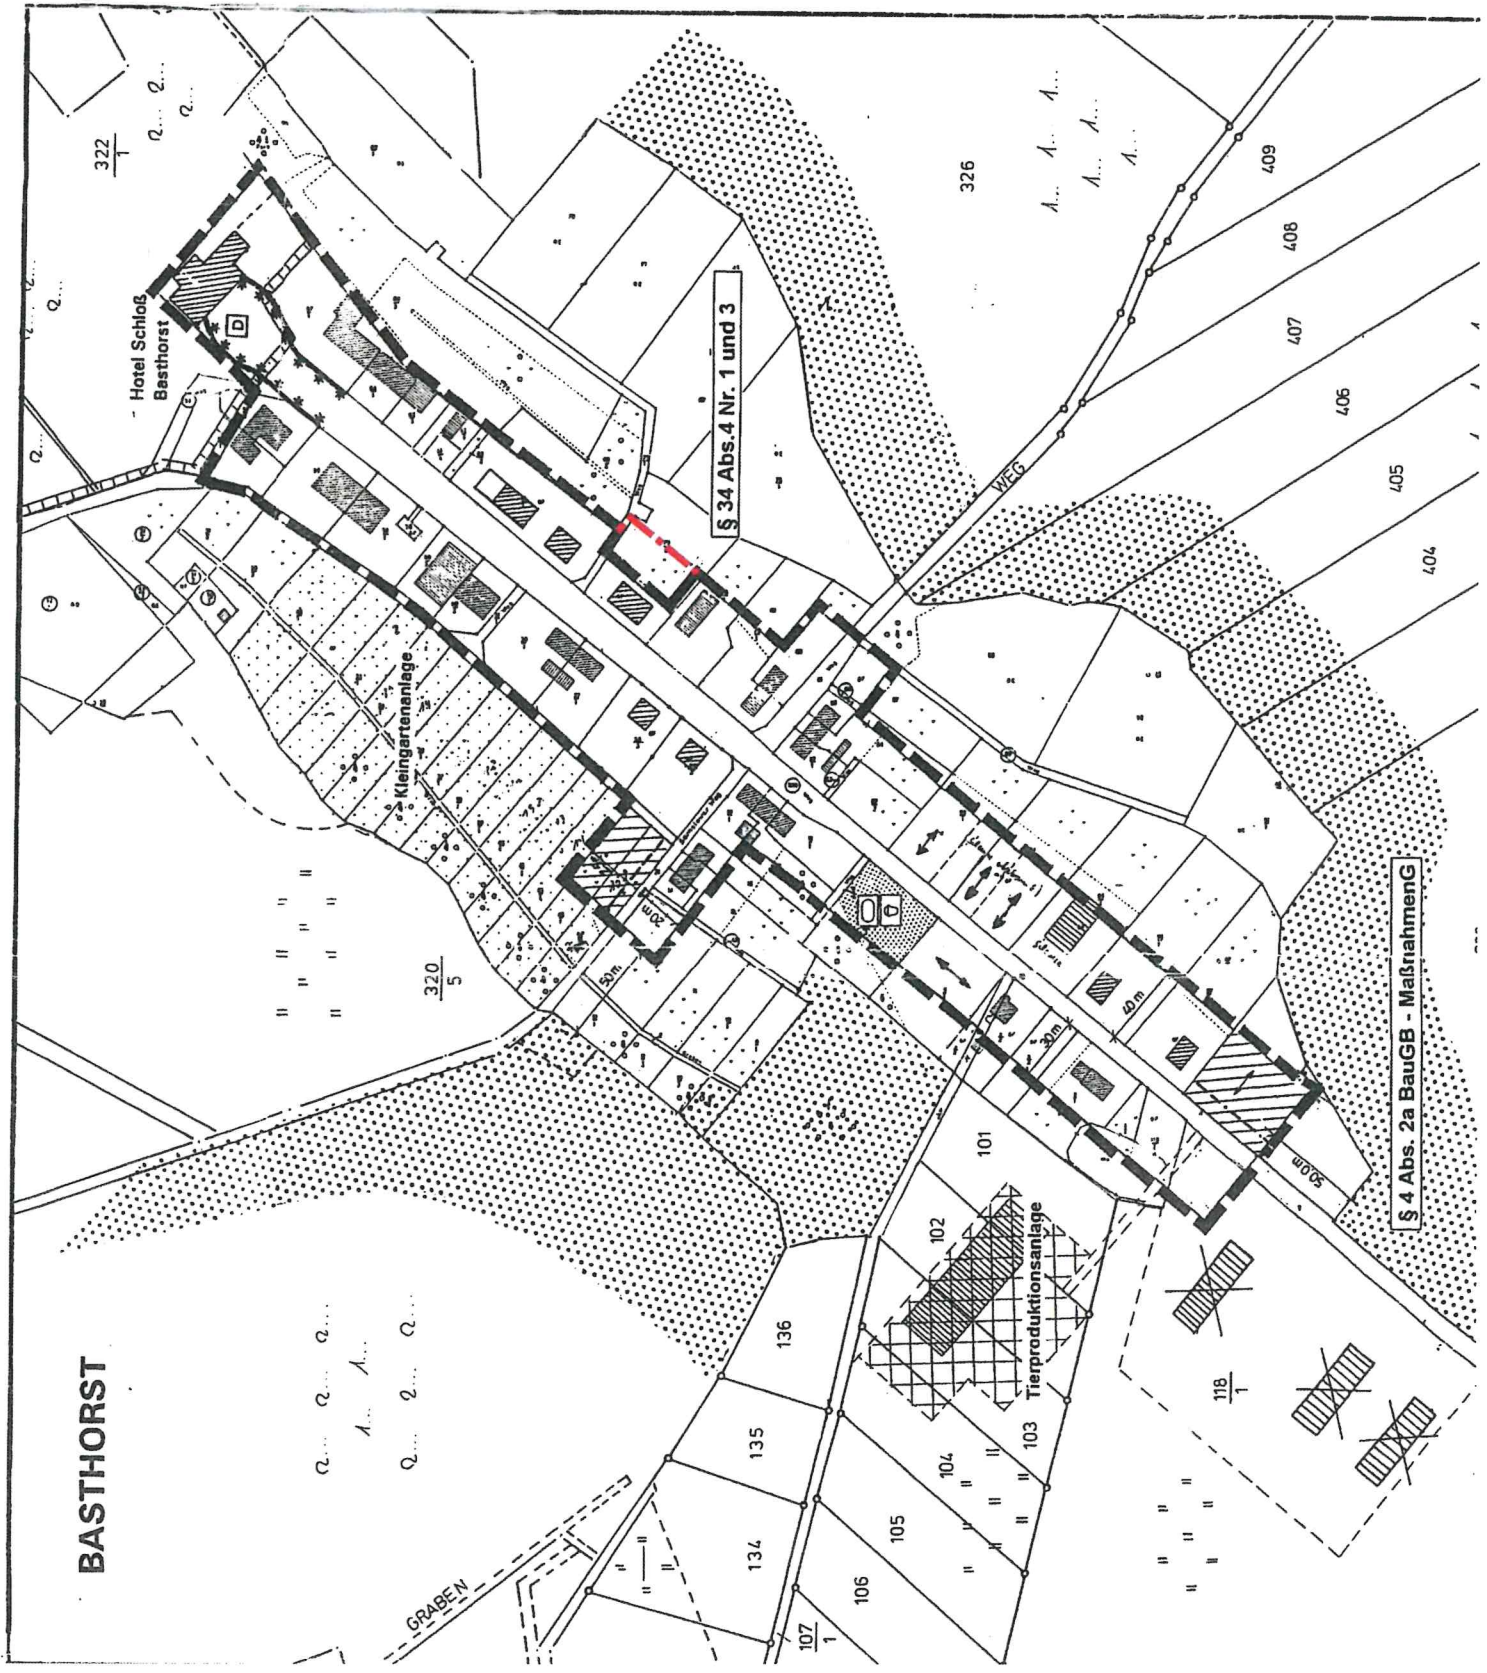 BASTHORST
Hotel Schloß
Basthorst
D
Kleingartenanlage
§ 34 Abs.4 Nr. 1 und 3
§ 4 Abs. 2a BauGB - MaßnahmenG
Tierproduktionsanlage
WEG
GRABEN
322
1
320
5
326
409
408
407
406
405
404
101
102
103
104
105
106
107
1
118
1
134
135
136
20m
50m
30m
40m
50,0m